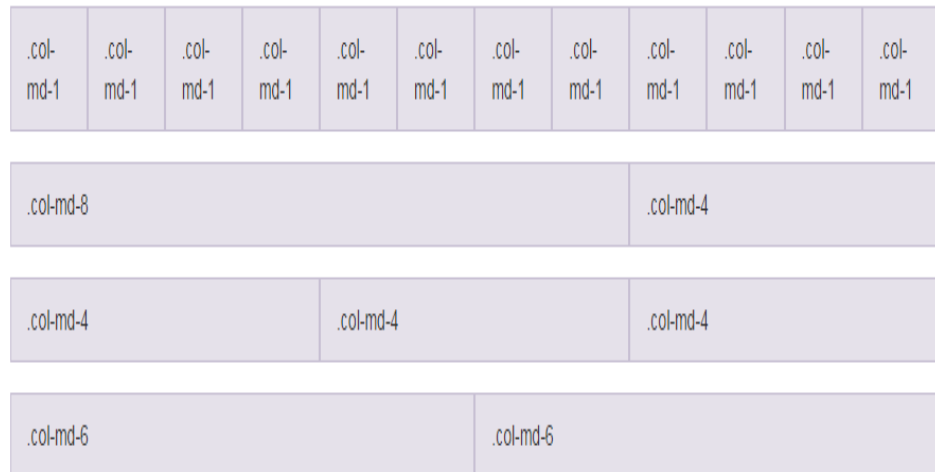 .col- .col- .col- .col- .col- .col- .col- .col- .col- .col- .col- .col-
md-1 md-1 md-1 md-1 md-1 md-1 md-1 md-1 md-1 md-1 md-1 md-1
.col-md-8 .col-md-4
.col-md-4 .col-md-4 .col-md-4
.col-md-6 .col-md-6